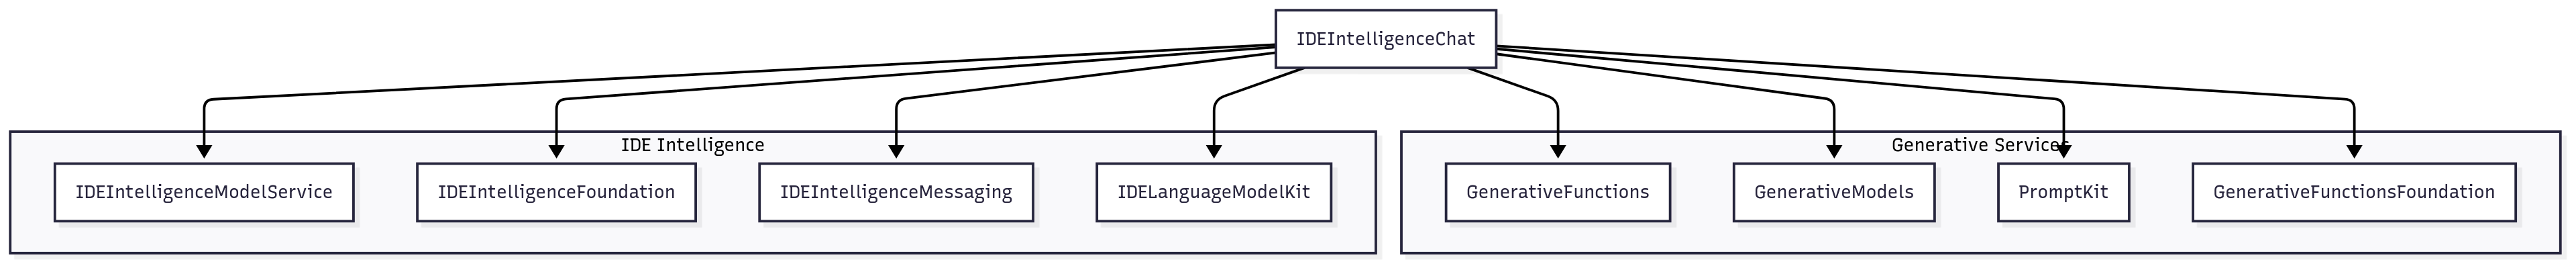 IDEIntelligenceChat
IDE Intelligence
Generative Services
IDEIntelligenceModelService
IDEIntelligenceFoundation
IDEIntelligenceMessaging
IDELanguageModelKit
GenerativeFunctions
GenerativeModels
PromptKit
GenerativeFunctionsFoundation